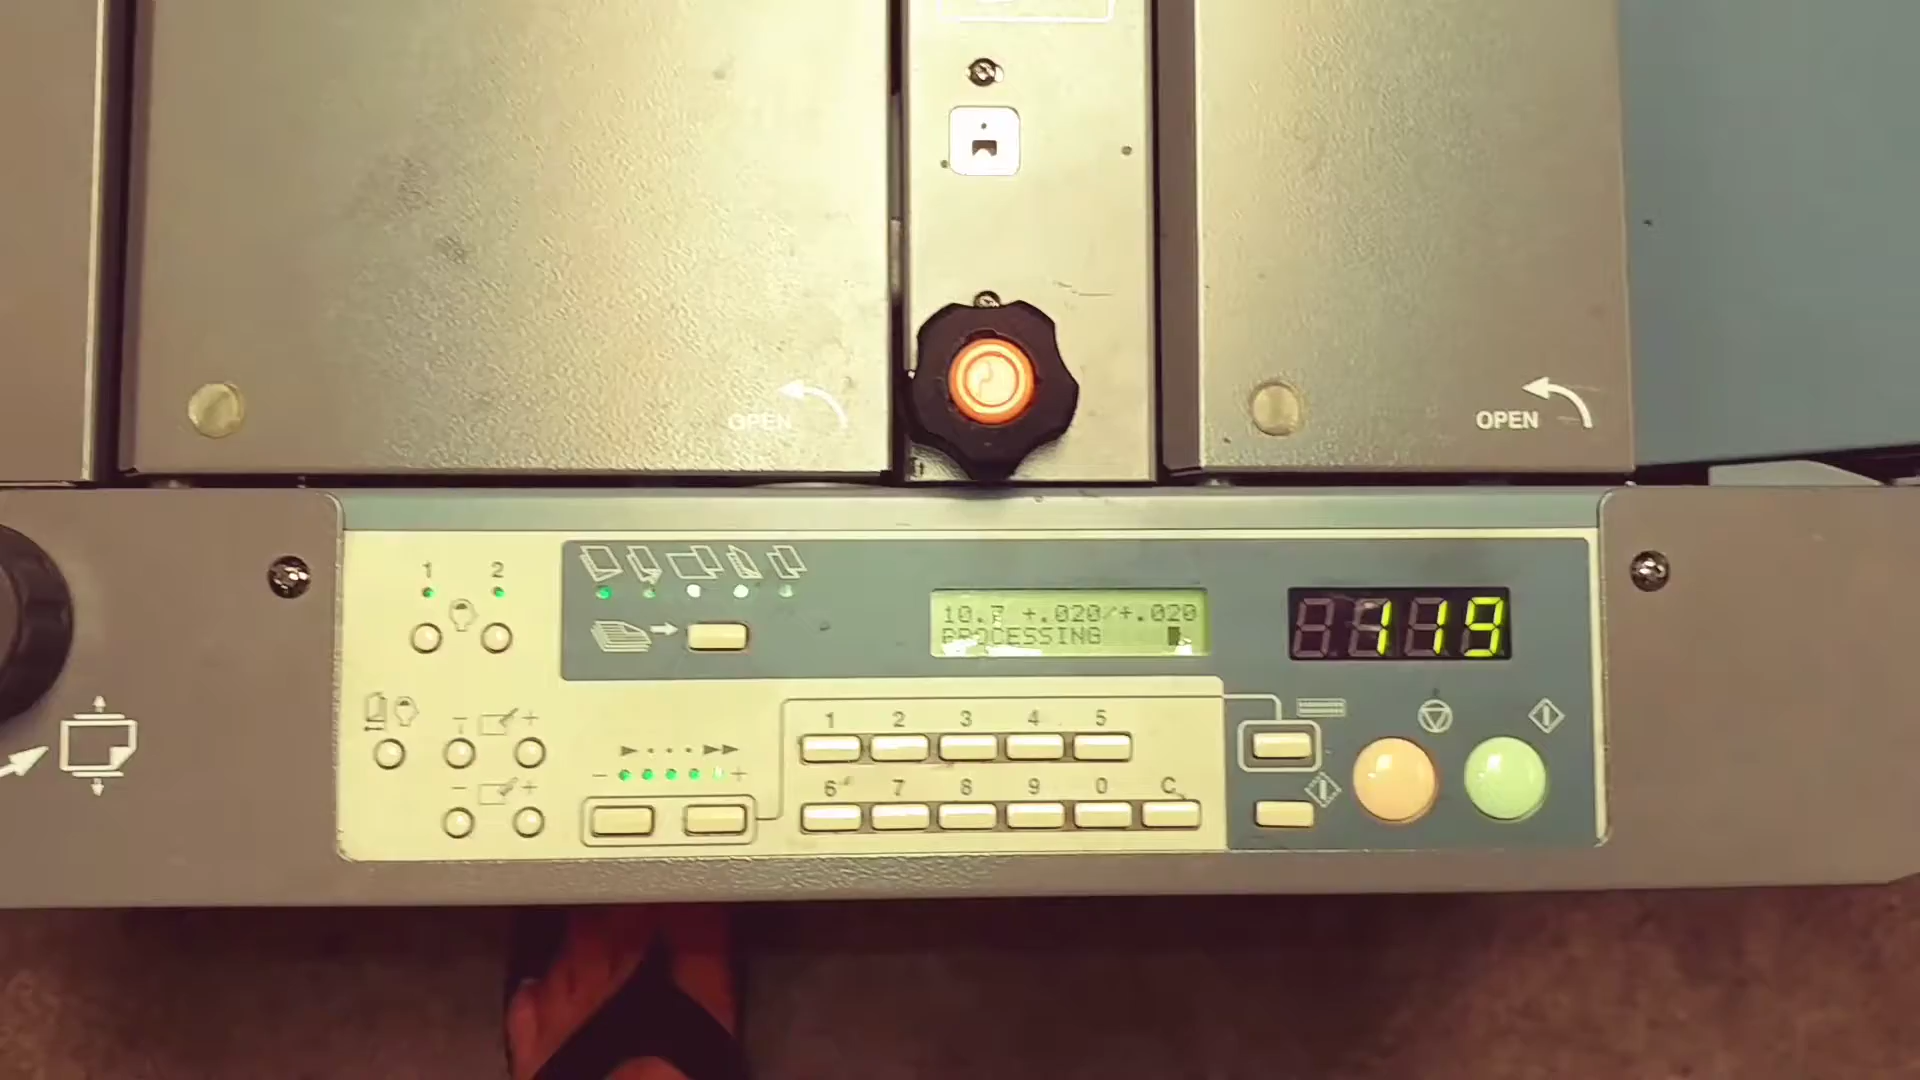 OPEN
OPEN
1 2
10.7 +.020/+.020
PROCESSING
119
- +
- +
- +
1 2 3 4 5
6 7 8 9 0 C